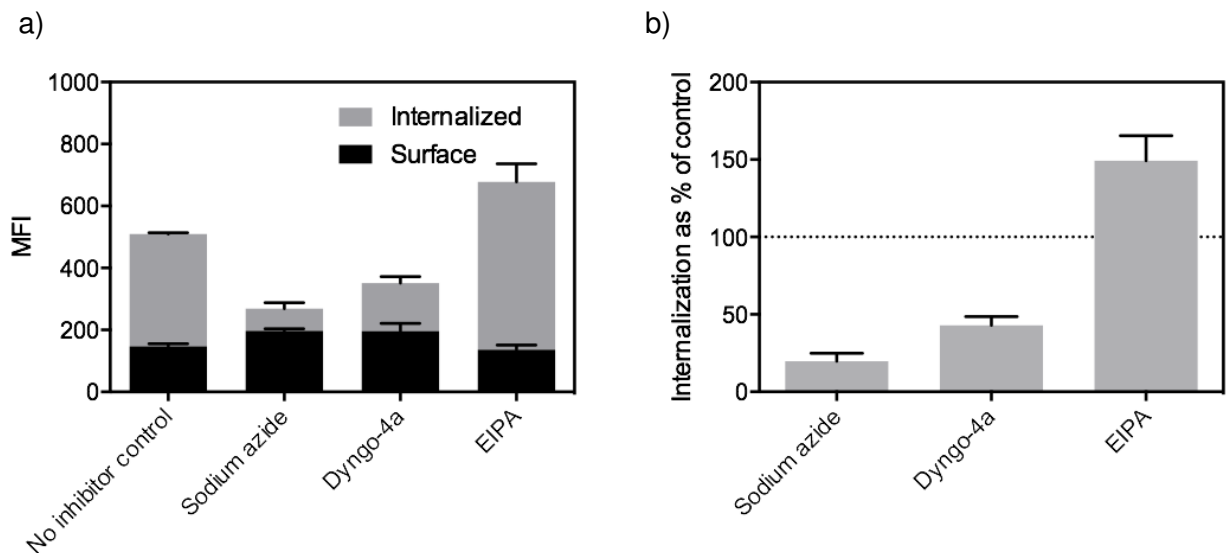 a)
MFI
1000
800
600
400
200
0
Internalized
Surface
No inhibitor control
Sodium azide
Dyngo-4a
EIPA
b)
Internalization as % of control
200
150
100
50
0
Sodium azide
Dyngo-4a
EIPA